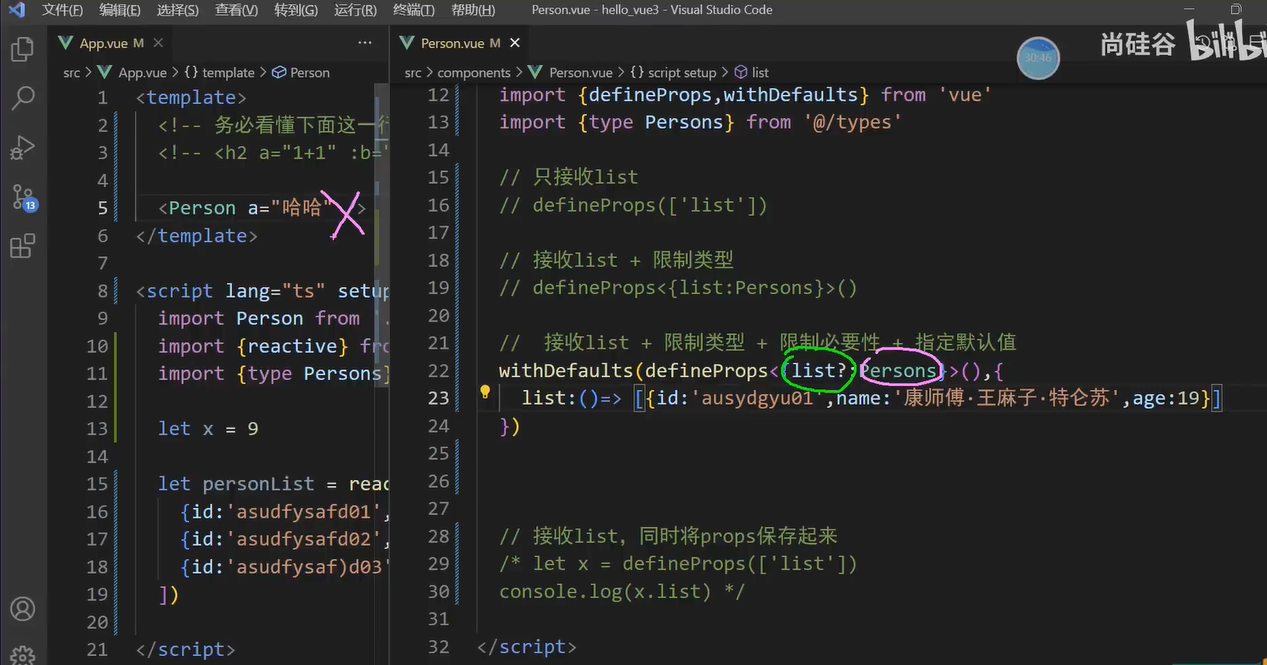 文件(F) 编辑(E) 选择(S) 查看(V) 转到(G) 运行(R) 终端(T) 帮助(H) Person.vue - hello_vue3 - Visual Studio Code
App.vue M
Person.vue M
尚硅谷 bilibili
30:46
src > App.vue > {} template > Person
src > components > Person.vue > {} script setup > list
13
1 <template>
2 <!-- 务必看懂下面这一行
3 <!-- <h2 a="1+1" :b="
4
5 <Person a="哈哈" >
6 </template>
7
8 <script lang="ts" setup
9 import Person from '.
10 import {reactive} fro
11 import {type Persons}
12
13 let x = 9
14
15 let personList = reac
16 {id:'asudfysafd01',
17 {id:'asudfysafd02',
18 {id:'asudfysaf)d03'
19 ])
20
21 </script>
12 import {defineProps,withDefaults} from 'vue'
13 import {type Persons} from '@/types'
14
15 // 只接收list
16 // defineProps(['list'])
17
18 // 接收list + 限制类型
19 // defineProps<{list:Persons}>()
20
21 // 接收list + 限制类型 + 限制必要性 + 指定默认值
22 withDefaults(defineProps<{list?:Persons}>(),{
23 list:()=> [{id:'ausydgyu01',name:'康师傅·王麻子·特仑苏',age:19}]
24 })
25
26
27
28 // 接收list，同时将props保存起来
29 /* let x = defineProps(['list'])
30 console.log(x.list) */
31
32 </script>